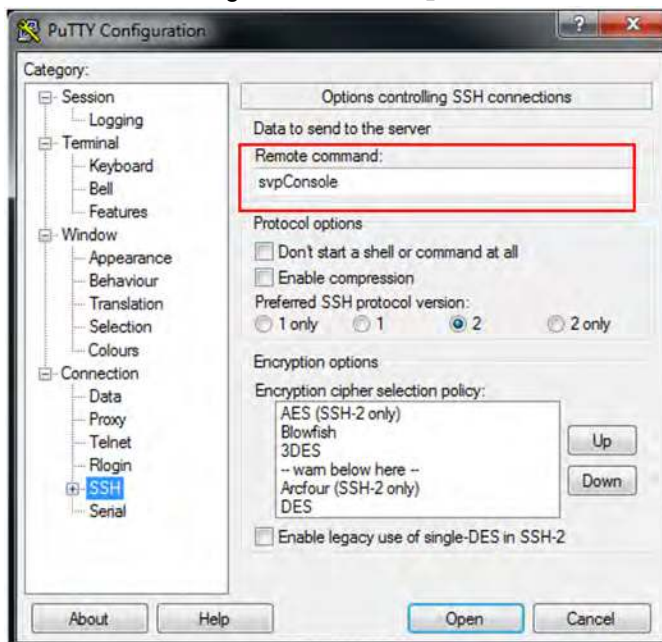 PuTTY Configuration
Category:
Session
Logging
Terminal
Keyboard
Bell
Features
Window
Appearance
Behaviour
Translation
Selection
Colours
Connection
Data
Proxy
Telnet
Rlogin
SSH
Serial
Options controlling SSH connections
Data to send to the server
Remote command:
svpConsole
Protocol options
Don't start a shell or command at all
Enable compression
Preferred SSH protocol version:
1 only 1 2 2 only
Encryption options
Encryption cipher selection policy:
AES (SSH-2 only)
Blowfish
3DES
-- warn below here --
Arcfour (SSH-2 only)
DES
Up
Down
Enable legacy use of single-DES in SSH-2
About Help Open Cancel